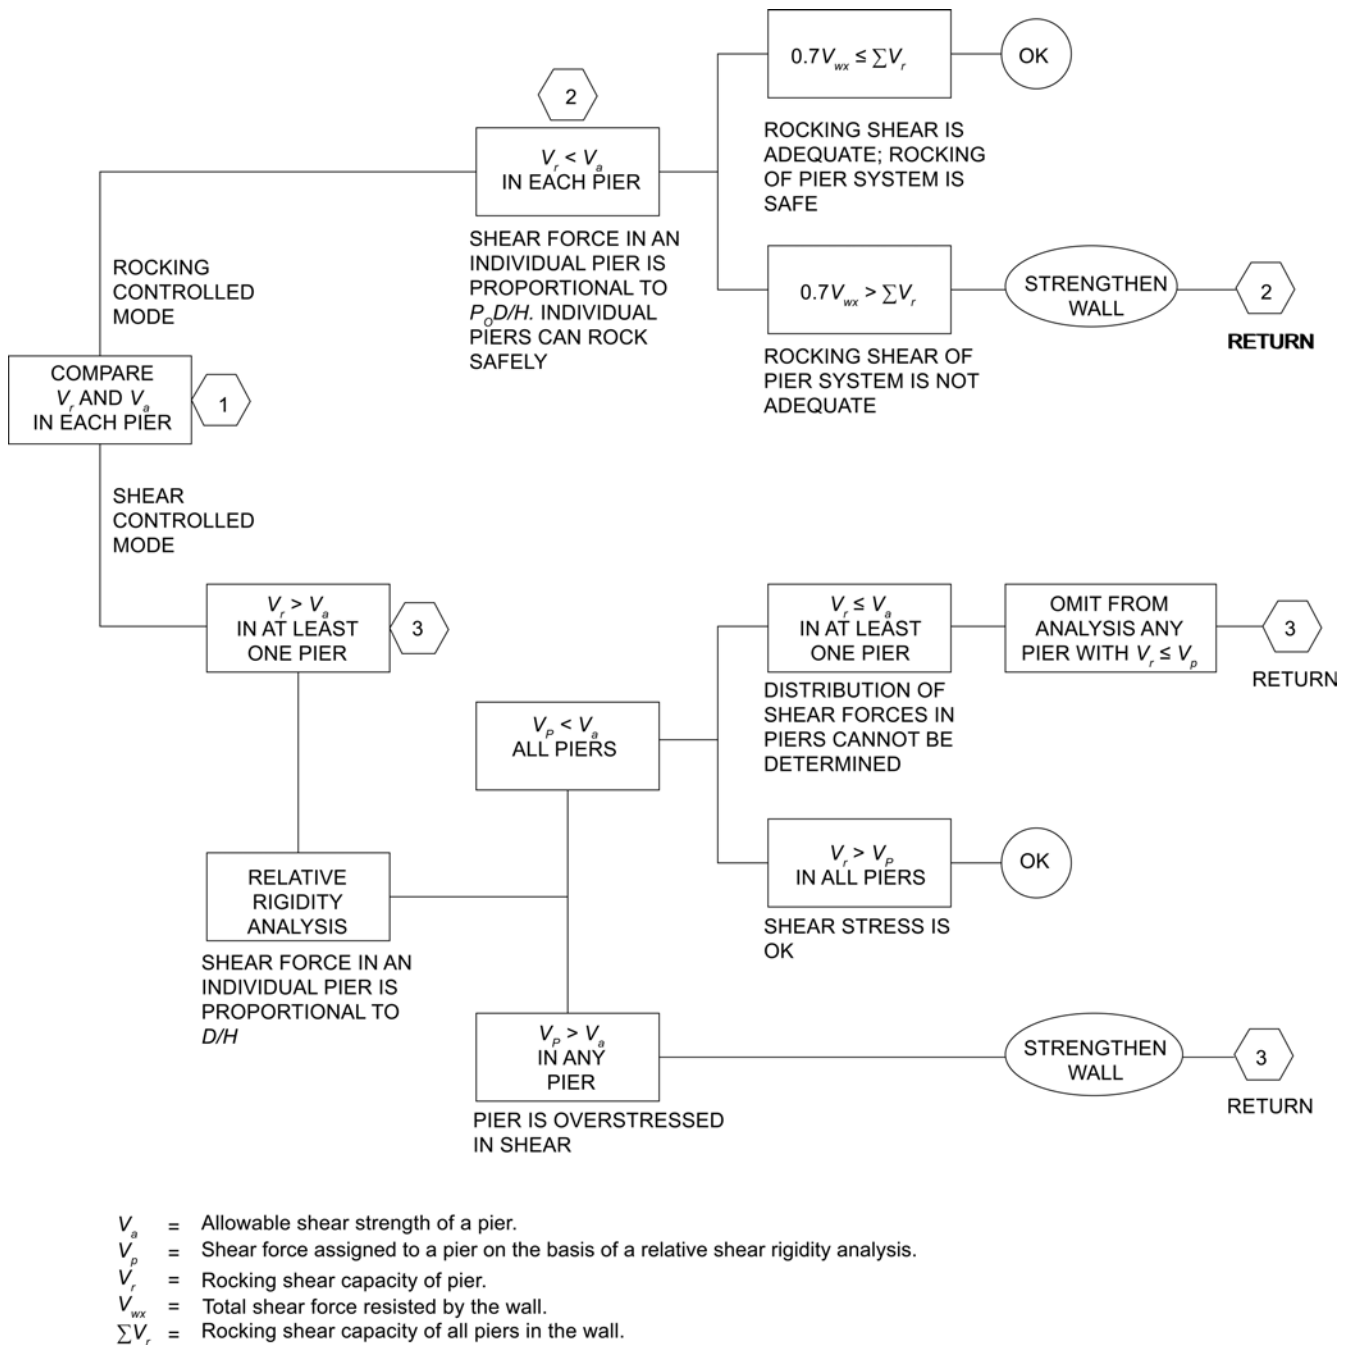 0.7V_wx ≤ ∑V_r
OK
ROCKING SHEAR IS
ADEQUATE; ROCKING
OF PIER SYSTEM IS
SAFE
2
V_r < V_a
IN EACH PIER
SHEAR FORCE IN AN
INDIVIDUAL PIER IS
PROPORTIONAL TO
P_O D/H. INDIVIDUAL
PIERS CAN ROCK
SAFELY
0.7V_wx > ∑V_r
STRENGTHEN
WALL
2
RETURN
ROCKING SHEAR OF
PIER SYSTEM IS NOT
ADEQUATE
ROCKING
CONTROLLED
MODE
COMPARE
V_r AND V_a
IN EACH PIER
1
SHEAR
CONTROLLED
MODE
V_r > V_a
IN AT LEAST
ONE PIER
3
RELATIVE
RIGIDITY
ANALYSIS
SHEAR FORCE IN AN
INDIVIDUAL PIER IS
PROPORTIONAL TO
D/H
V_P < V_a
ALL PIERS
V_r ≤ V_a
IN AT LEAST
ONE PIER
DISTRIBUTION OF
SHEAR FORCES IN
PIERS CANNOT BE
DETERMINED
OMIT FROM
ANALYSIS ANY
PIER WITH V_r ≤ V_p
3
RETURN
V_r > V_P
IN ALL PIERS
OK
SHEAR STRESS IS
OK
V_P > V_a
IN ANY
PIER
PIER IS OVERSTRESSED
IN SHEAR
STRENGTHEN
WALL
3
RETURN
V_a = Allowable shear strength of a pier.
V_p = Shear force assigned to a pier on the basis of a relative shear rigidity analysis.
V_r = Rocking shear capacity of pier.
V_wx = Total shear force resisted by the wall.
∑V_r = Rocking shear capacity of all piers in the wall.